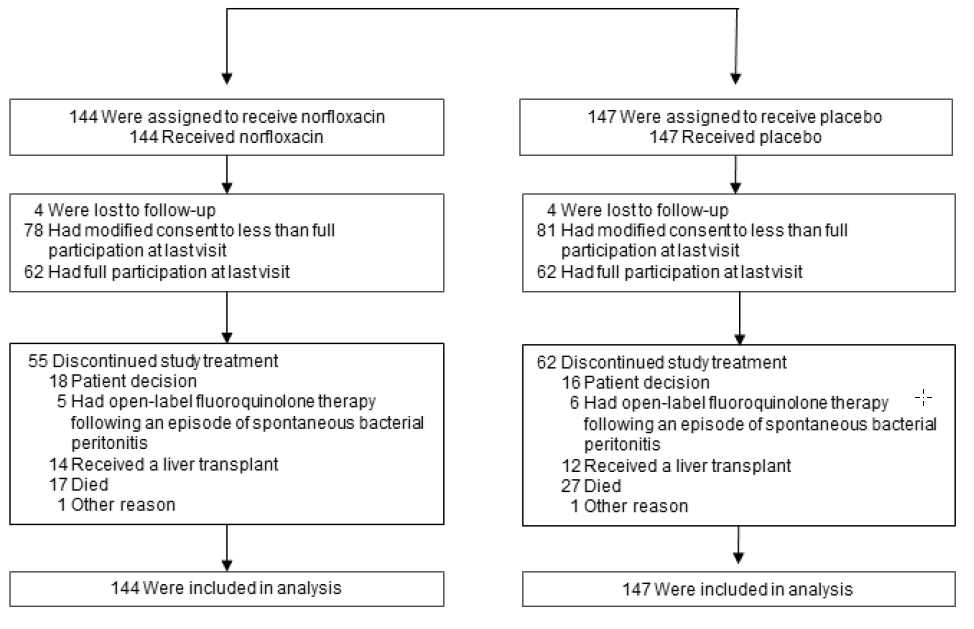 144 Were assigned to receive norfloxacin
144 Received norfloxacin
4 Were lost to follow-up
78 Had modified consent to less than full
participation at last visit
62 Had full participation at last visit
55 Discontinued study treatment
18 Patient decision
5 Had open-label fluoroquinolone therapy
following an episode of spontaneous bacterial
peritonitis
14 Received a liver transplant
17 Died
1 Other reason
144 Were included in analysis
147 Were assigned to receive placebo
147 Received placebo
4 Were lost to follow-up
81 Had modified consent to less than full
participation at last visit
62 Had full participation at last visit
62 Discontinued study treatment
16 Patient decision
6 Had open-label fluoroquinolone therapy
following an episode of spontaneous bacterial
peritonitis
12 Received a liver transplant
27 Died
1 Other reason
147 Were included in analysis